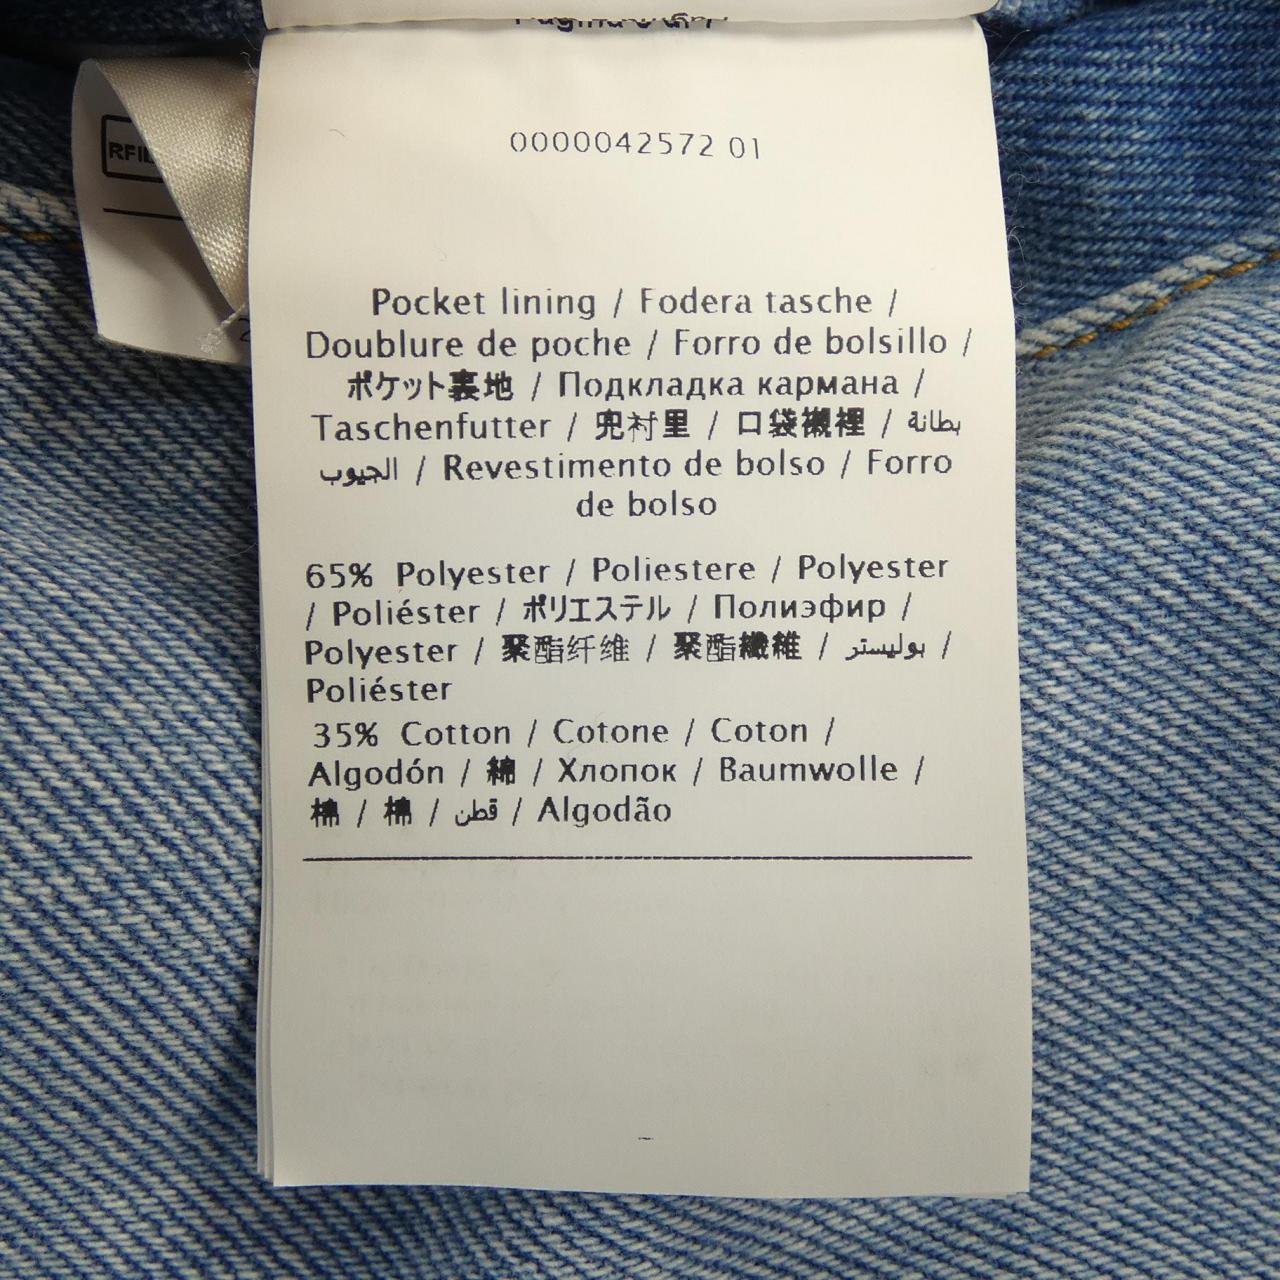 0000042572 01
Pocket lining / Fodera tasche /
Doublure de poche / Forro de bolsillo /
ポケット裏地 / Подкладка кармана /
Taschenfutter / 兜衬里 / 口袋襯裡 / بطانة
الجيوب / Revestimento de bolso / Forro
de bolso
65% Polyester / Poliestere / Polyester
/ Poliéster / ポリエステル / Полиэфир /
Polyester / 聚酯纤维 / 聚酯纖維 / بوليستر /
Poliéster
35% Cotton / Cotone / Coton /
Algodón / 綿 / Хлопок / Baumwolle /
棉 / 棉 / قطن / Algodão